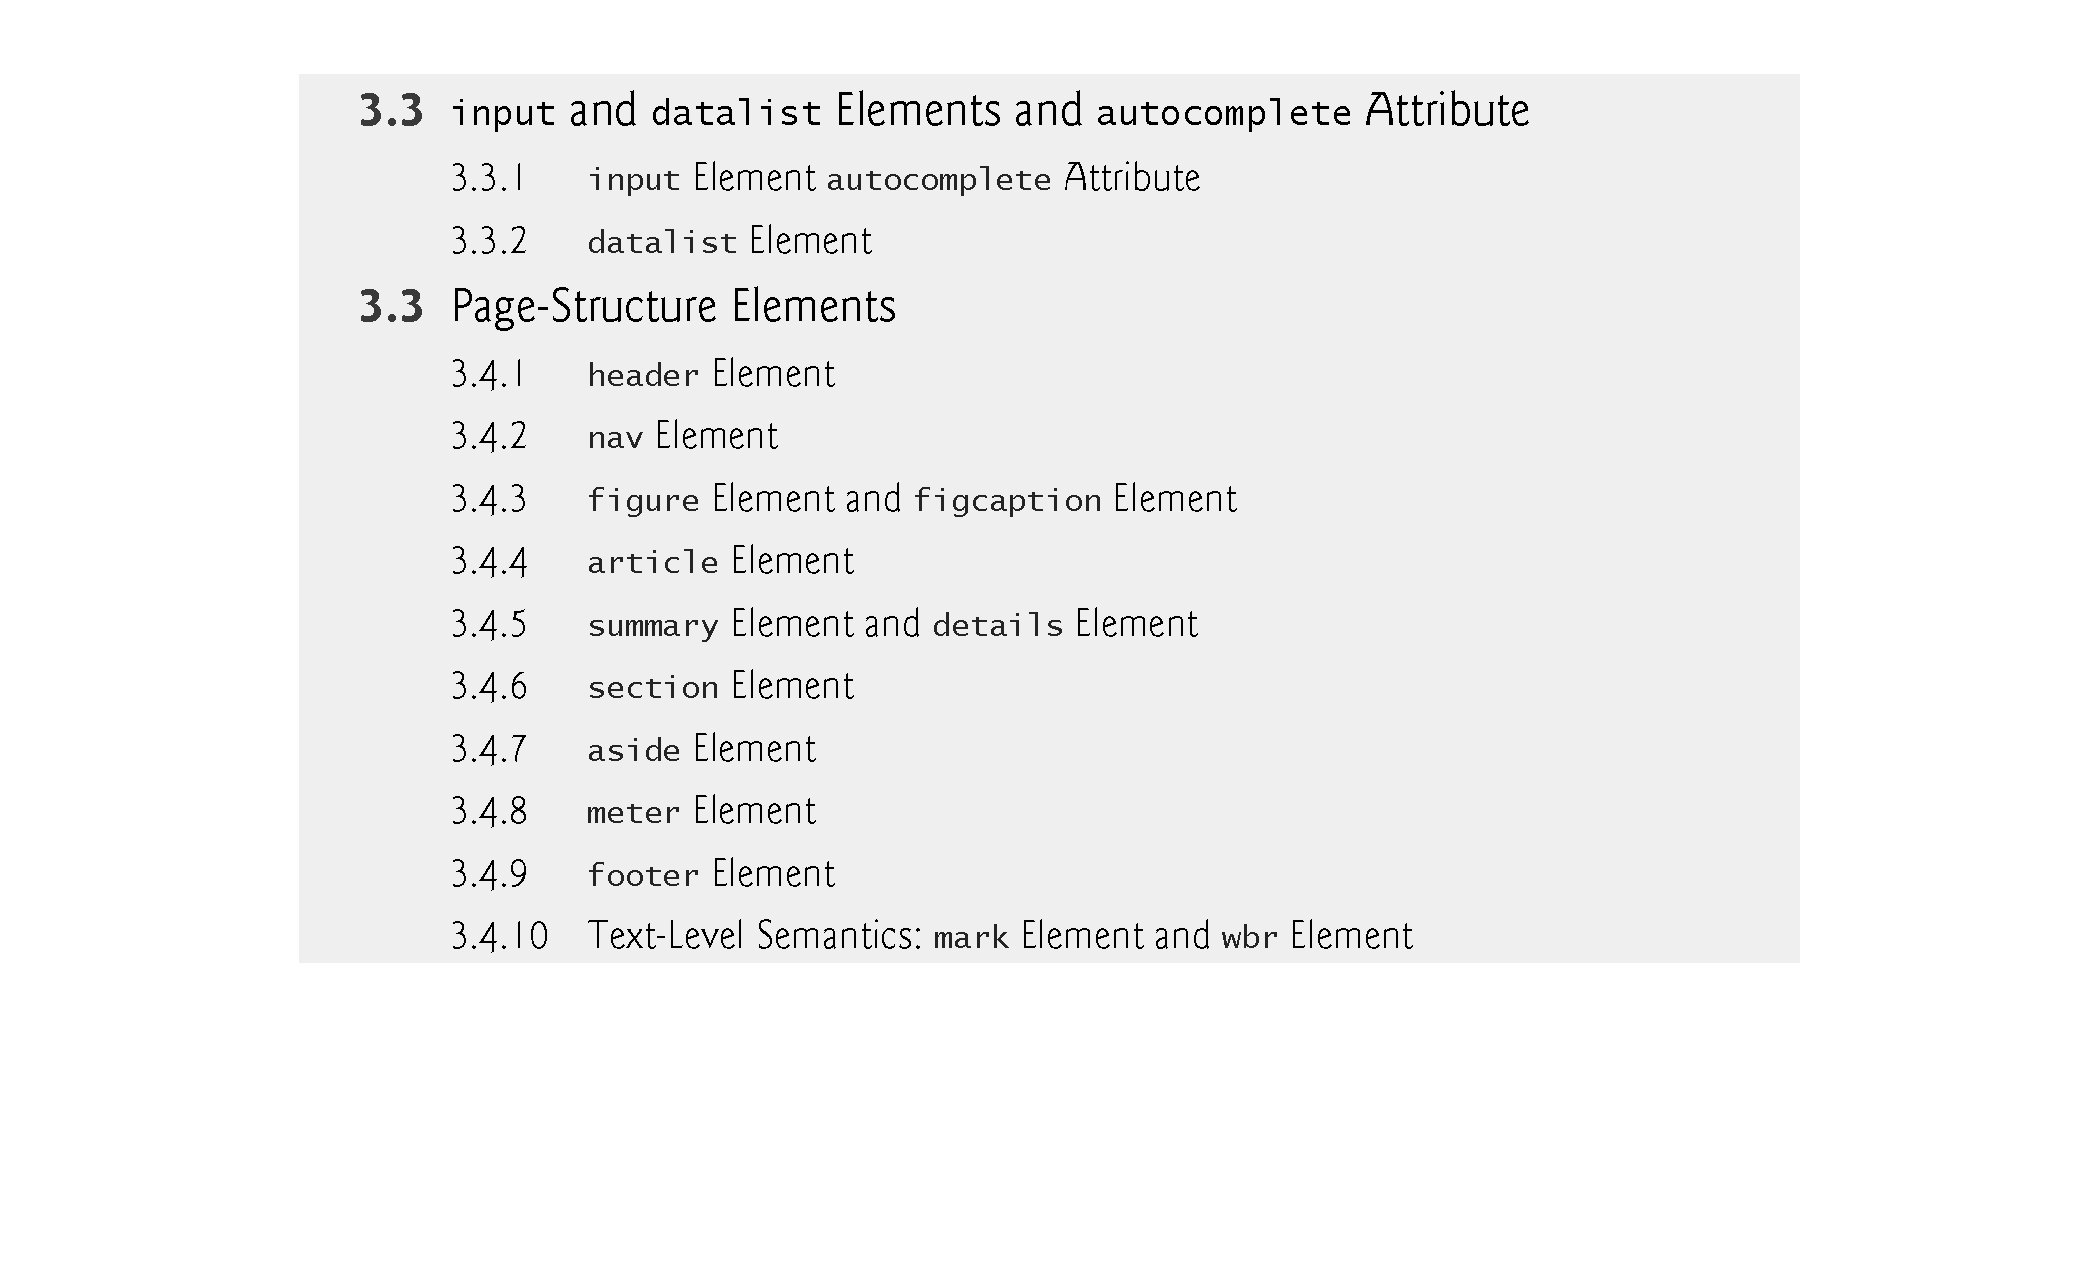 3.3 input and datalist Elements and autocomplete Attribute
3.3.1 input Element autocomplete Attribute
3.3.2 datalist Element
3.3 Page-Structure Elements
3.4.1 header Element
3.4.2 nav Element
3.4.3 figure Element and figcaption Element
3.4.4 article Element
3.4.5 summary Element and details Element
3.4.6 section Element
3.4.7 aside Element
3.4.8 meter Element
3.4.9 footer Element
3.4.10 Text-Level Semantics: mark Element and wbr Element